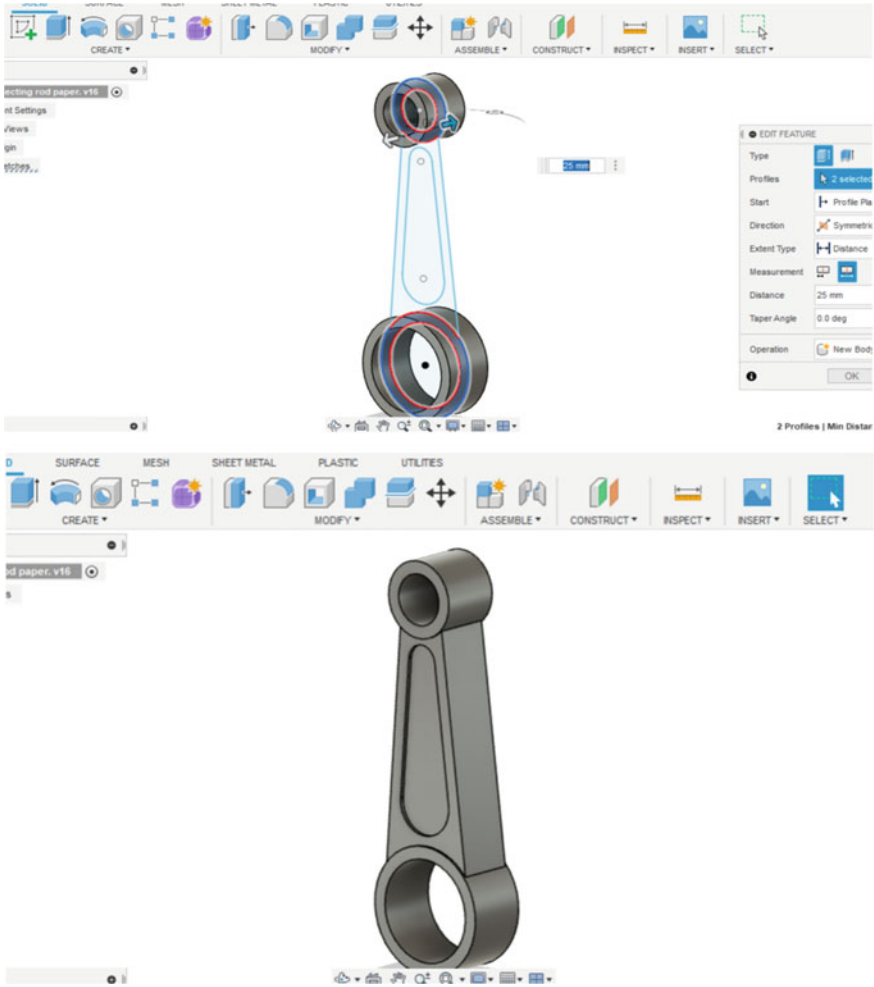 CREATE ▾ MODIFY ▾ ASSEMBLE ▾ CONSTRUCT ▾ INSPECT ▾ INSERT ▾ SELECT ▾
ecting rod paper. v16
nt Settings
Views
gin
etches
25 mm
EDIT FEATURE
Type
Profiles 2 selected
Start Profile Pla
Direction Symmetric
Extent Type Distance
Measurement
Distance 25 mm
Taper Angle 0.0 deg
Operation New Body
OK
2 Profiles | Min Distan
D SURFACE MESH SHEET METAL PLASTIC UTILITIES
CREATE ▾ MODIFY ▾ ASSEMBLE ▾ CONSTRUCT ▾ INSPECT ▾ INSERT ▾ SELECT ▾
od paper. v16
s